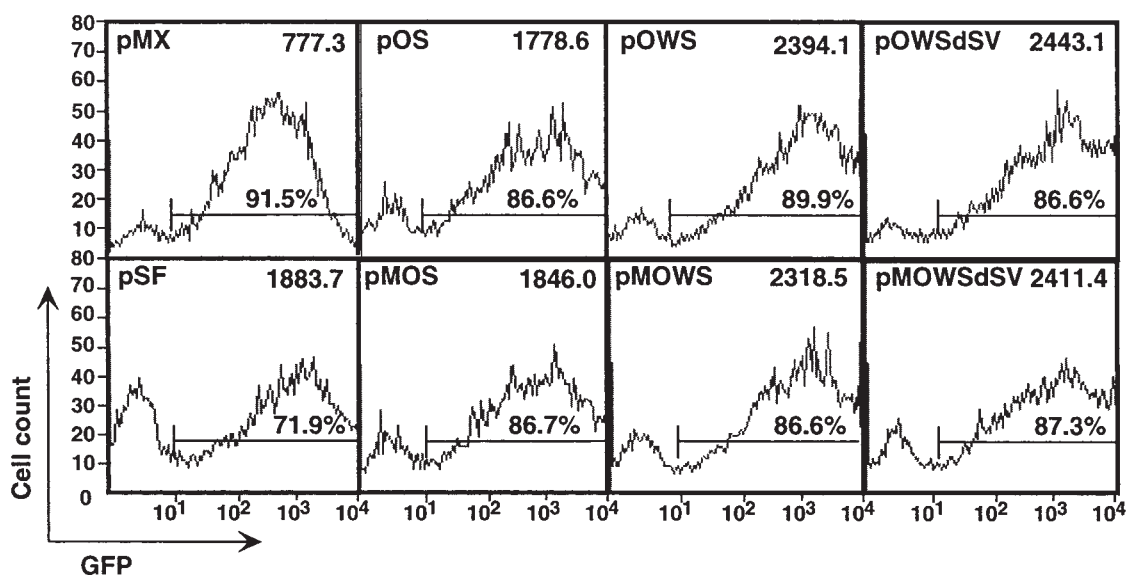 80
70
60
50
40
30
20
10
pMX 777.3
91.5%
pOS 1778.6
86.6%
pOWS 2394.1
89.9%
pOWSdSV 2443.1
86.6%
80
70
60
50
40
30
20
10
0
pSF 1883.7
71.9%
pMOS 1846.0
86.7%
pMOWS 2318.5
86.6%
pMOWSdSV 2411.4
87.3%
10¹ 10² 10³ 10⁴ 10¹ 10² 10³ 10⁴ 10¹ 10² 10³ 10⁴ 10¹ 10² 10³ 10⁴
Cell count
GFP